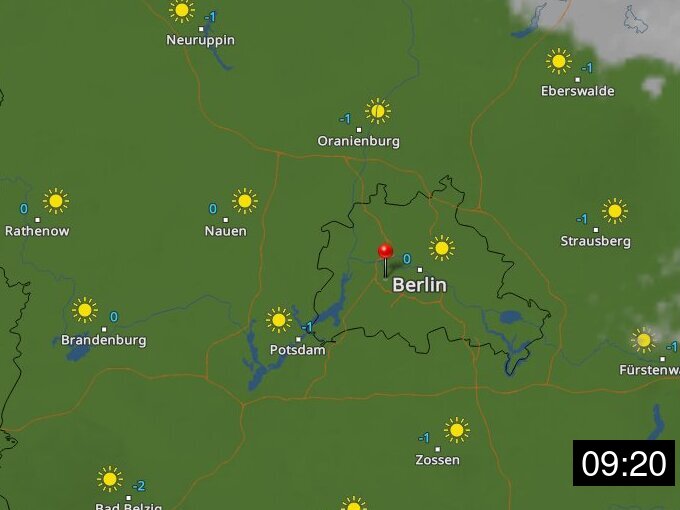 -1
Neuruppin
-1
Eberswalde
-1
Oranienburg
0
Rathenow
0
Nauen
-1
Strausberg
0
Berlin
0
Brandenburg
-1
Potsdam
-1
Fürstenwa
-1
Zossen
-2
Bad Belzig
09:20